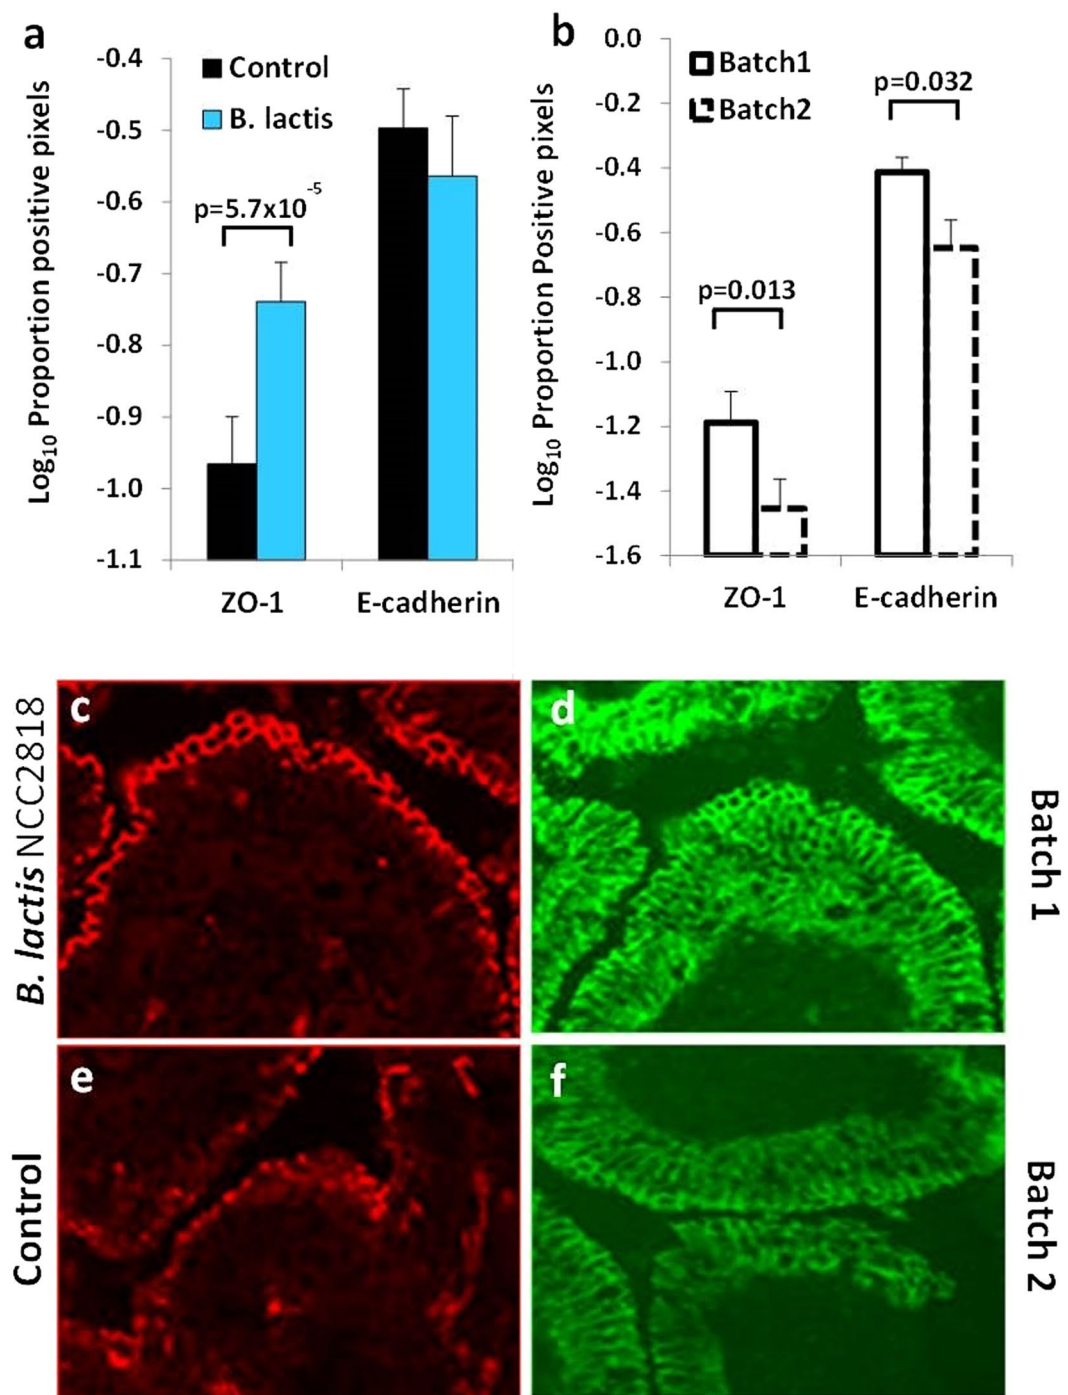 a
Log10 Proportion positive pixels
-0.4
-0.5
-0.6
-0.7
-0.8
-0.9
-1.0
-1.1
Control
B. lactis
p=5.7x10-5
ZO-1
E-cadherin
b
Log10 Proportion Positive pixels
0.0
-0.2
-0.4
-0.6
-0.8
-1.0
-1.2
-1.4
-1.6
Batch1
Batch2
p=0.032
p=0.013
ZO-1
E-cadherin
B. lactis NCC2818
c
d
Batch 1
Control
e
f
Batch 2